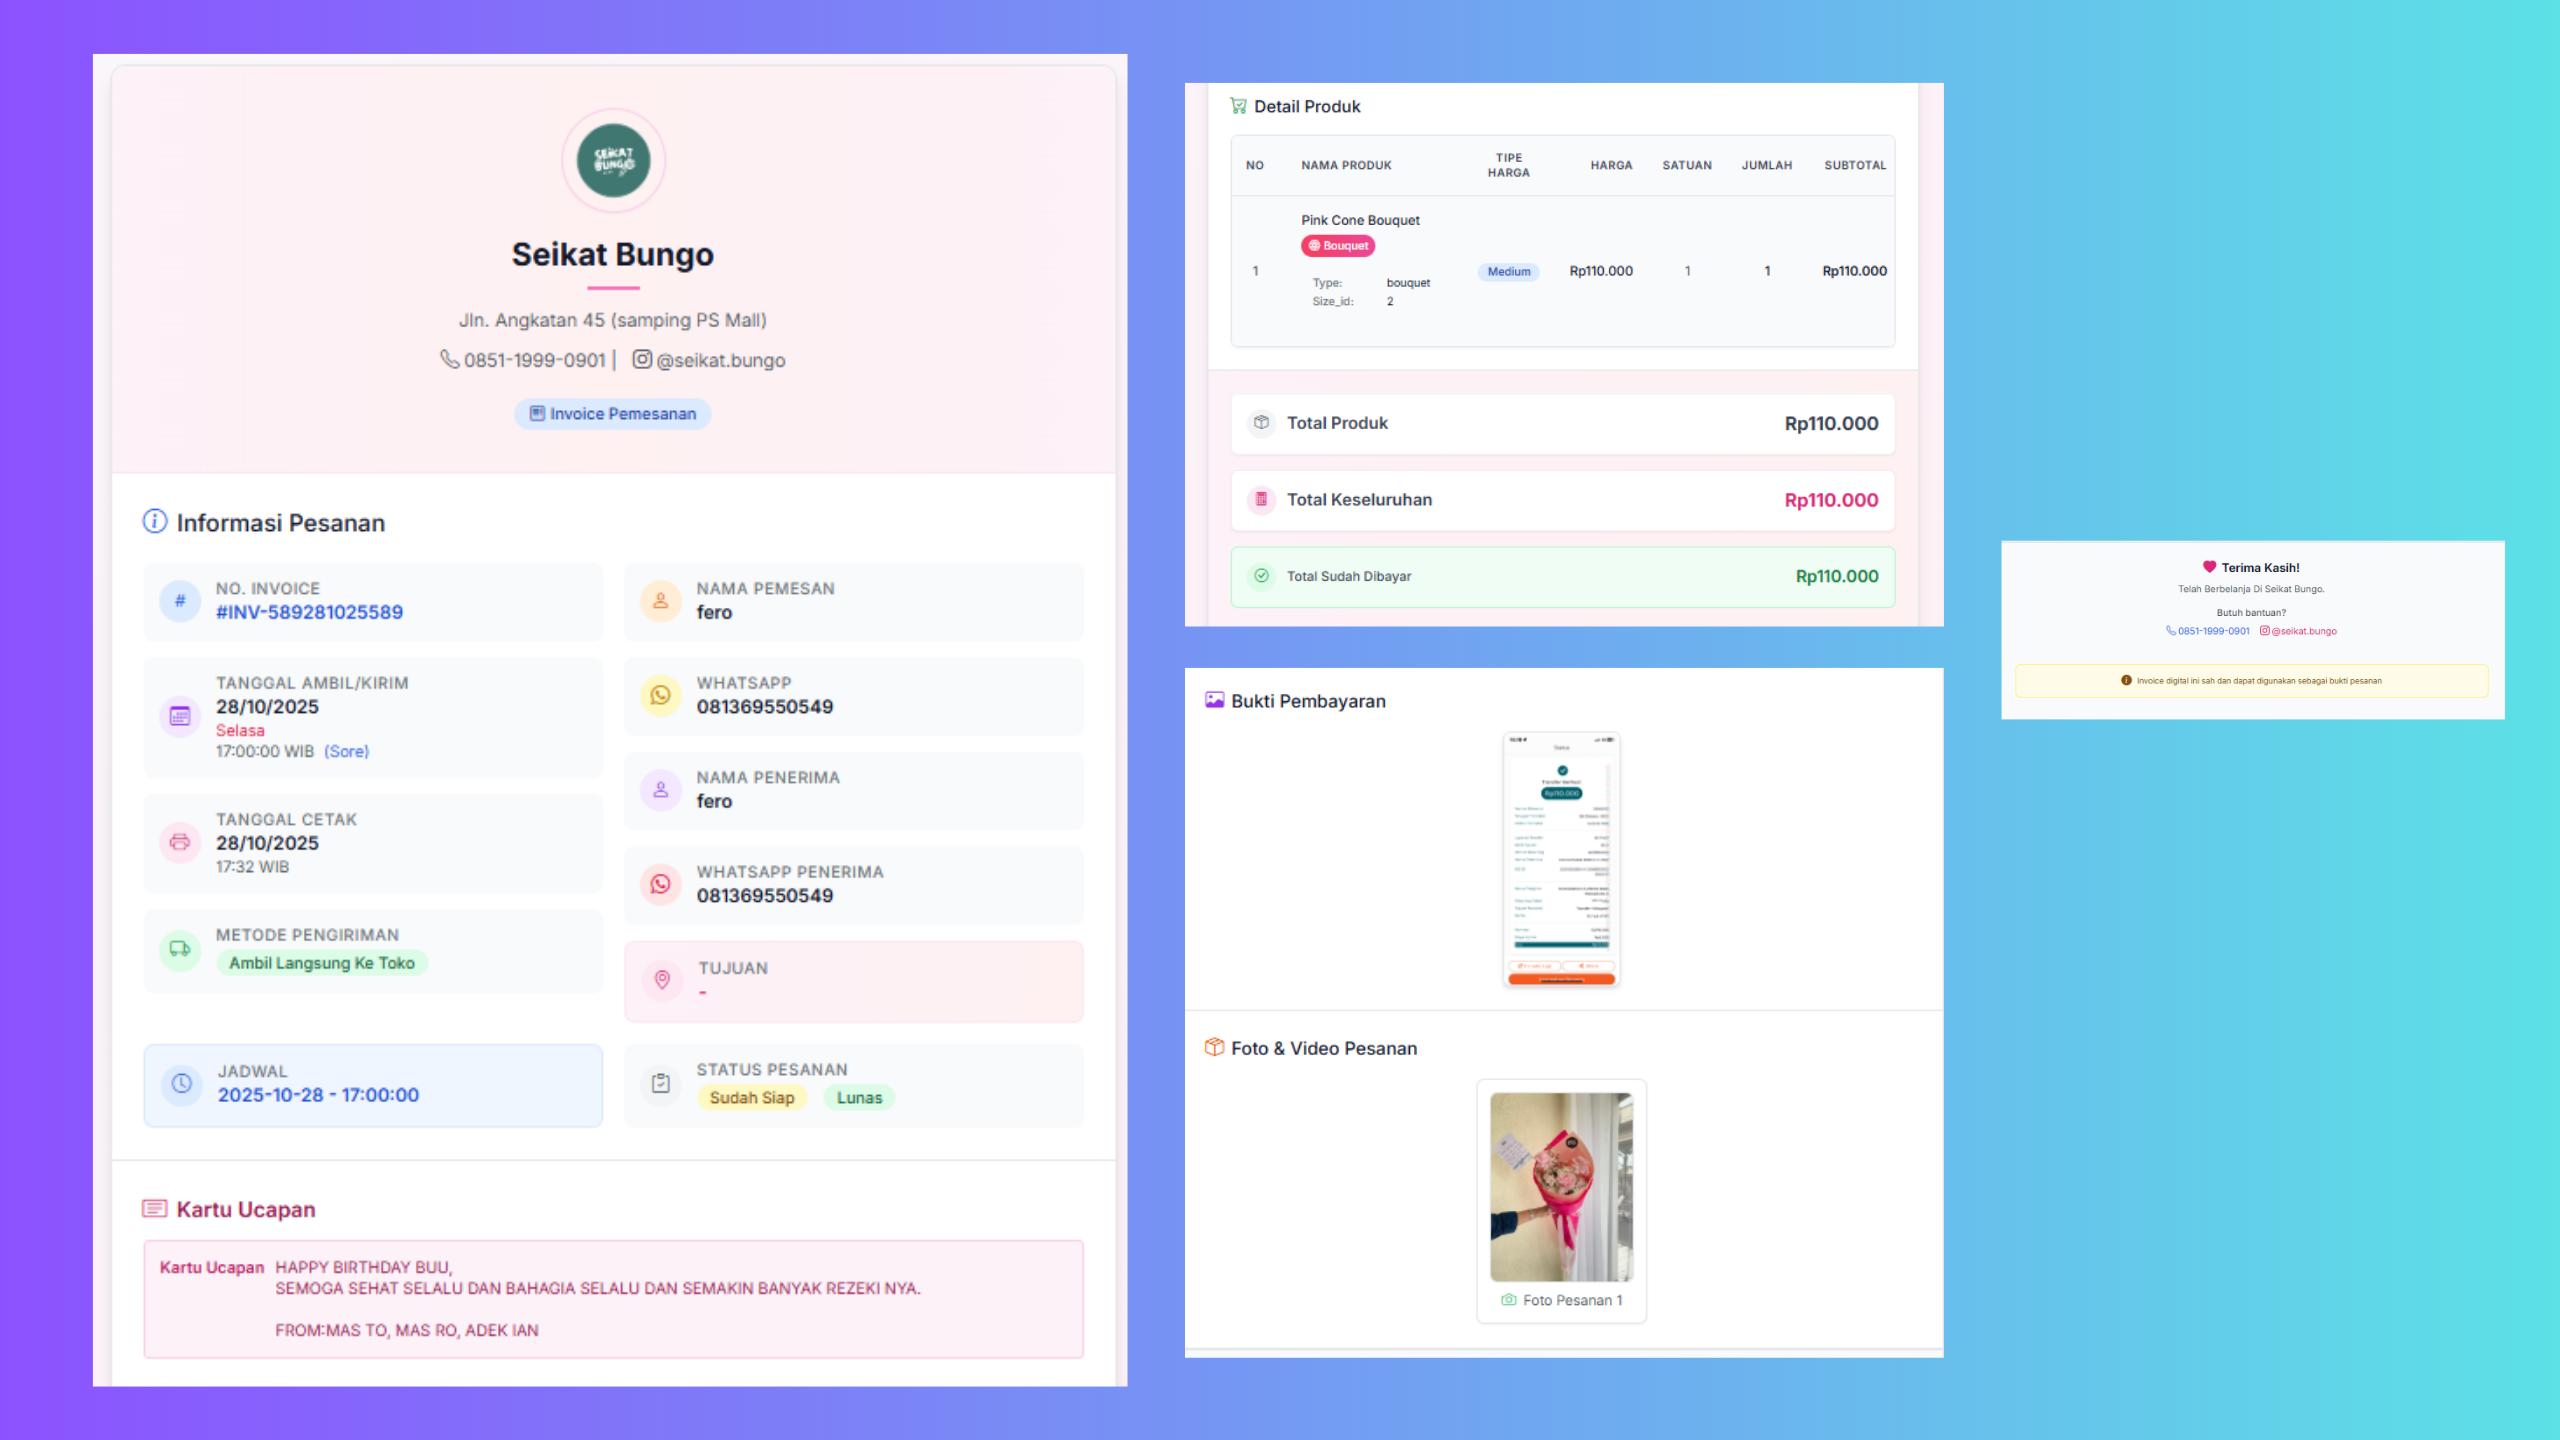 SEIKAT
BUNGO
Seikat Bungo
Jln. Angkatan 45 (samping PS Mall)
0851-1999-0901 | @seikat.bungo
Invoice Pemesanan
Informasi Pesanan
NO. INVOICE
#INV-589281025589
TANGGAL AMBIL/KIRIM
28/10/2025
Selasa
17:00:00 WIB (Sore)
TANGGAL CETAK
28/10/2025
17:32 WIB
METODE PENGIRIMAN
Ambil Langsung Ke Toko
JADWAL
2025-10-28 - 17:00:00
NAMA PEMESAN
fero
WHATSAPP
081369550549
NAMA PENERIMA
fero
WHATSAPP PENERIMA
081369550549
TUJUAN
-
STATUS PESANAN
Sudah Siap Lunas
Kartu Ucapan
Kartu Ucapan HAPPY BIRTHDAY BUU,
SEMOGA SEHAT SELALU DAN BAHAGIA SELALU DAN SEMAKIN BANYAK REZEKI NYA.
FROM:MAS TO, MAS RO, ADEK IAN
Detail Produk
NO NAMA PRODUK TIPE HARGA HARGA SATUAN JUMLAH SUBTOTAL
Pink Cone Bouquet
Bouquet
1 Medium Rp110.000 1 1 Rp110.000
Type: bouquet
Size_id: 2
Total Produk Rp110.000
Total Keseluruhan Rp110.000
Total Sudah Dibayar Rp110.000
Bukti Pembayaran
Status
Rp110.000
Foto & Video Pesanan
Foto Pesanan 1
Terima Kasih!
Telah Berbelanja Di Seikat Bungo.
Butuh bantuan?
0851-1999-0901 @seikat.bungo
Invoice digital ini sah dan dapat digunakan sebagai bukti pesanan